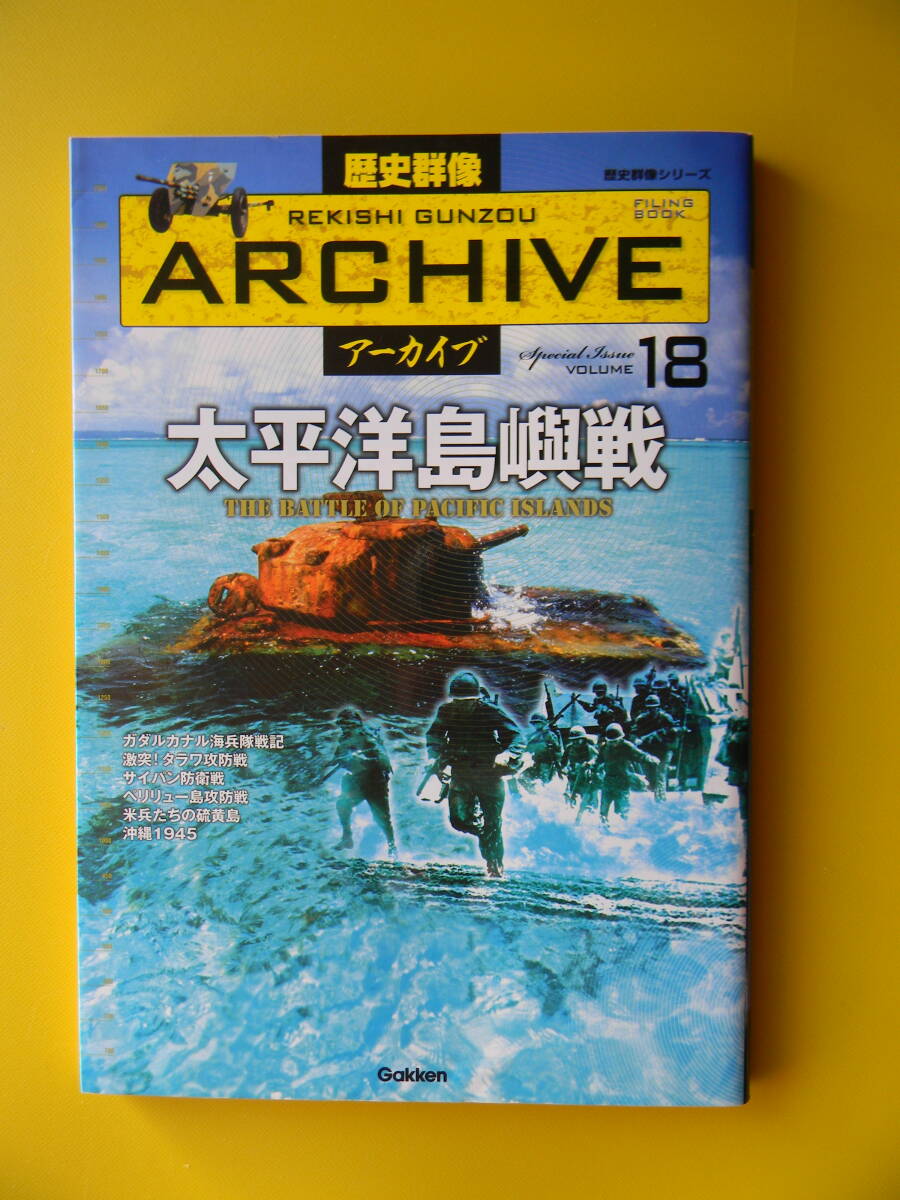 歴史群像
歴史群像シリーズ
REKISHI GUNZOU
FILING
BOOK
ARCHIVE
アーカイブ
Special Issue
VOLUME 18
太平洋島嶼戦
THE BATTLE OF PACIFIC ISLANDS
ガダルカナル海兵隊戦記
激突!タラワ攻防戦
サイパン防衛戦
ペリリュー島攻防戦
米兵たちの硫黄島
沖縄1945
Gakken